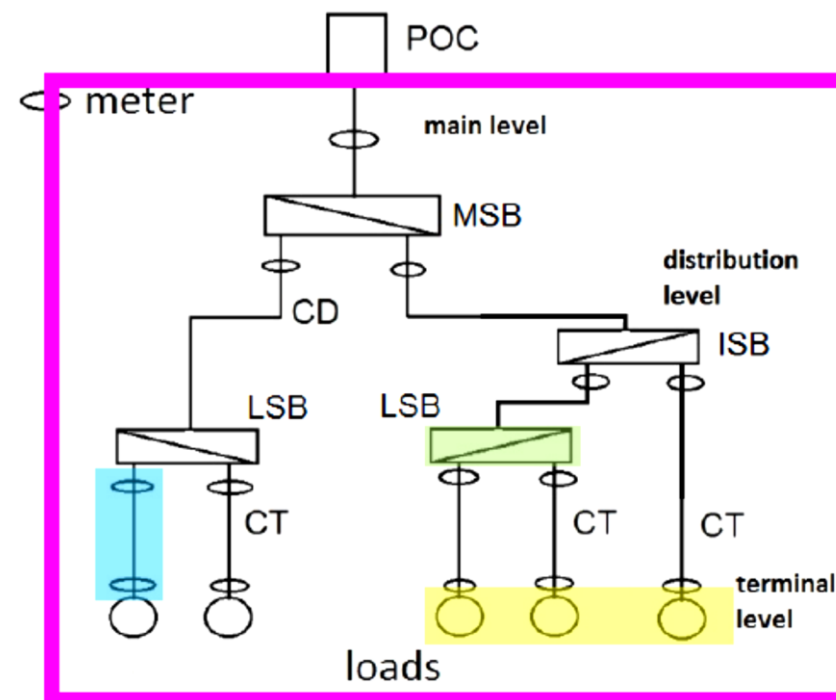 POC
meter
main level
MSB
distribution
level
CD
ISB
LSB
LSB
CT
CT
CT
terminal
level
loads